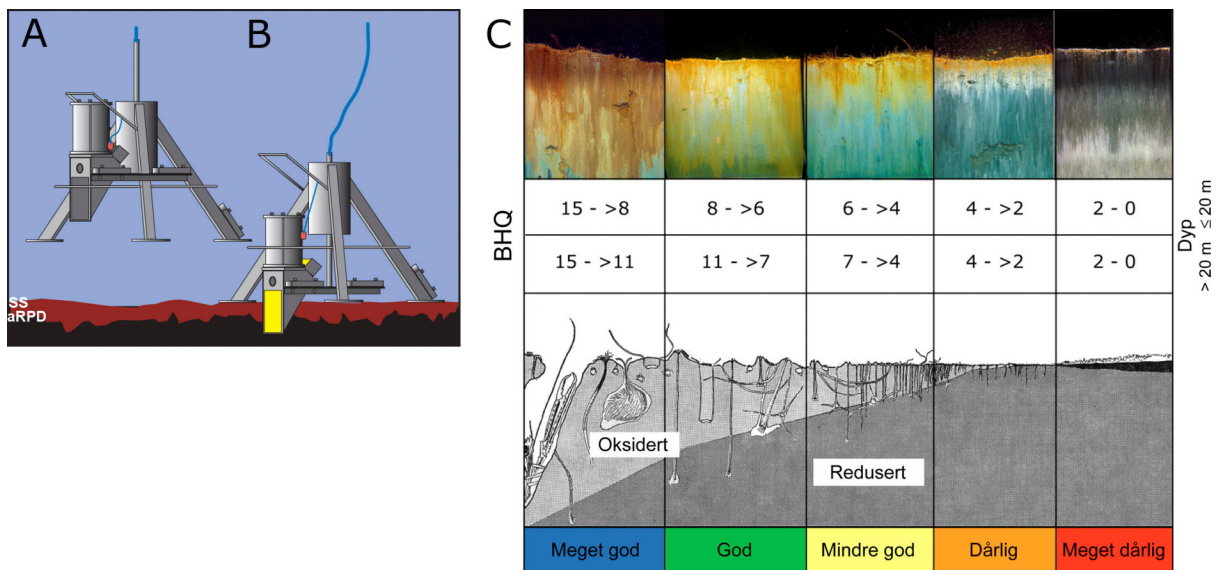 A
B
SS
aRPD
C
BHQ
15 - >8
8 - >6
6 - >4
4 - >2
2 - 0
15 - >11
11 - >7
7 - >4
4 - >2
2 - 0
Dyp
> 20 m ≤ 20 m
Oksidert
Redusert
Meget god
God
Mindre god
Dårlig
Meget dårlig